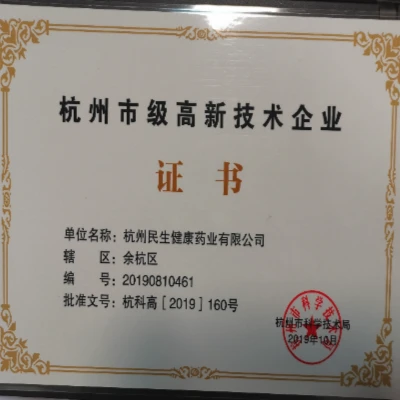 杭州市级高新技术企业
证书
单位名称：杭州民生健康药业有限公司
辖区：余杭区
编号：20190810461
批准文号：杭科高［2019］160号
杭州市科学技术局
2019年10月